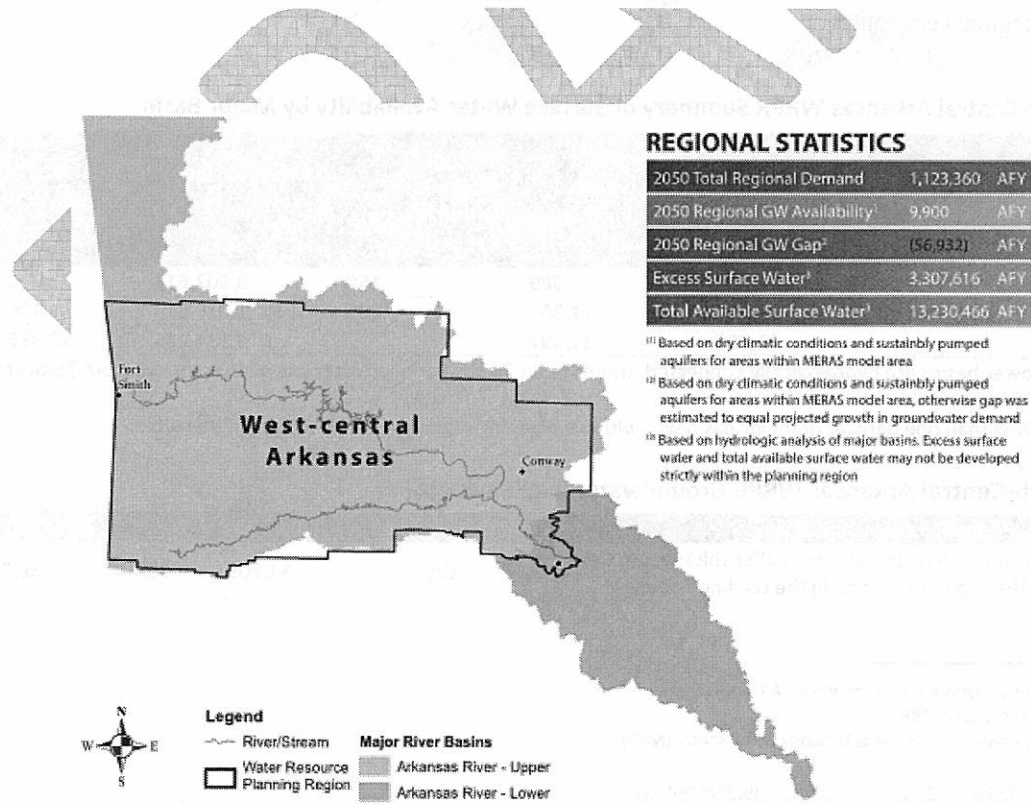 REGIONAL STATISTICS
2050 Total Regional Demand 1,123,360 AFY
2050 Regional GW Availability¹ 9,900 AFY
2050 Regional GW Gap² (56,932) AFY
Excess Surface Water³ 3,307,616 AFY
Total Available Surface Water³ 13,230,466 AFY
(1) Based on dry climatic conditions and sustainbly pumped
aquifers for areas within MERAS model area
(2) Based on dry climatic conditions and sustainbly pumped
aquifers for areas within MERAS model area, otherwise gap was
estimated to equal projected growth in groundwater demand
(3) Based on hydrologic analysis of major basins. Excess surface
water and total available surface water may not be developed
strictly within the planning region
Fort
Smith
West-central
Arkansas
Conway
N
W E
S
Legend
River/Stream
Water Resource
Planning Region
Major River Basins
Arkansas River - Upper
Arkansas River - Lower